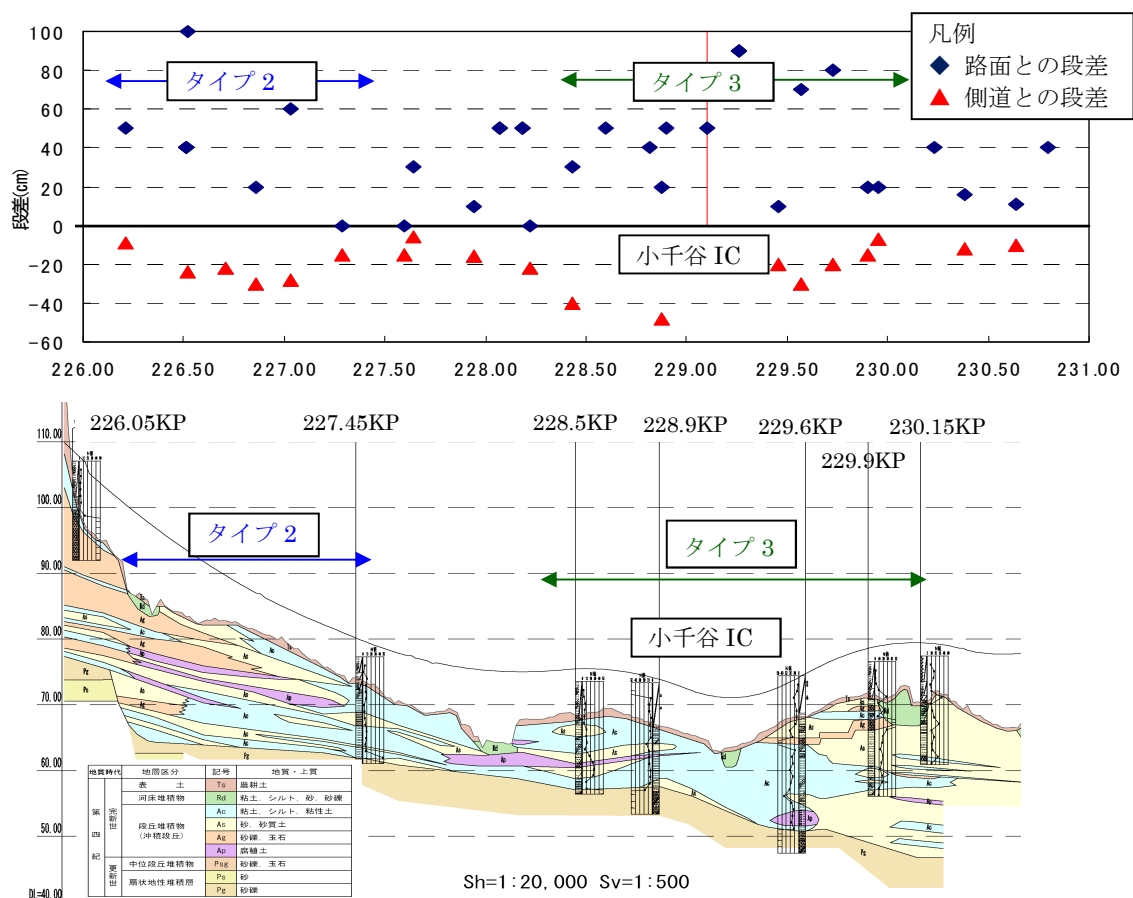 凡例
路面との段差
側道との段差
タイプ 2
タイプ 3
段差(cm)
100
80
60
40
20
0
-20
-40
-60
小千谷 IC
226.00 226.50 227.00 227.50 228.00 228.50 229.00 229.50 230.00 230.50 231.00
226.05KP 227.45KP 228.5KP 228.9KP 229.6KP 230.15KP
229.9KP
110.00
100.00
90.00
80.00
70.00
60.00
50.00
DL=40.00
タイプ 2
タイプ 3
小千谷 IC
地質時代 地層区分 記号 地質・土質
第四紀
完新世
更新世
表土 Ts 農耕土
河床堆積物 Rd 粘土、シルト、砂、砂礫
段丘堆積物
(沖積段丘)
Ac 粘土、シルト、粘性土
As 砂、砂質土
Ag 砂礫、玉石
Ap 腐植土
中位段丘堆積物 Psg 砂礫、玉石
扇状地性堆積層 Ps 砂
Pg 砂礫
Sh=1:20,000 Sv=1:500